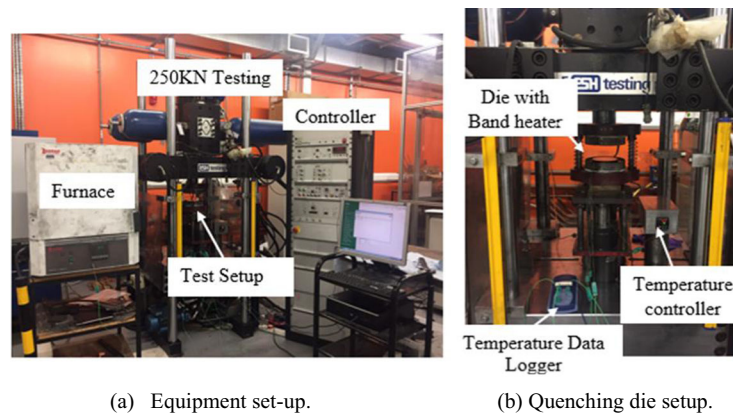 250KN Testing
Controller
Furnace
Test Setup
ESH testing
Die with
Band heater
Temperature
controller
Temperature Data
Logger
(a) Equipment set-up.
(b) Quenching die setup.